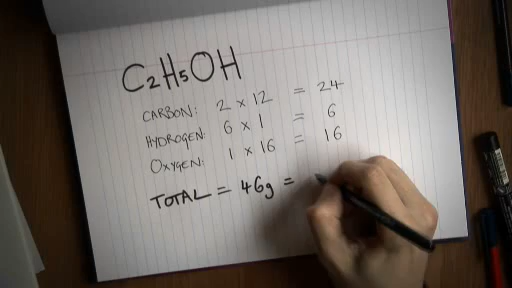 C2H5OH
CARBON: 2 × 12 = 24
HYDROGEN: 6 × 1 = 6
OXYGEN: 1 × 16 = 16
TOTAL = 46g =